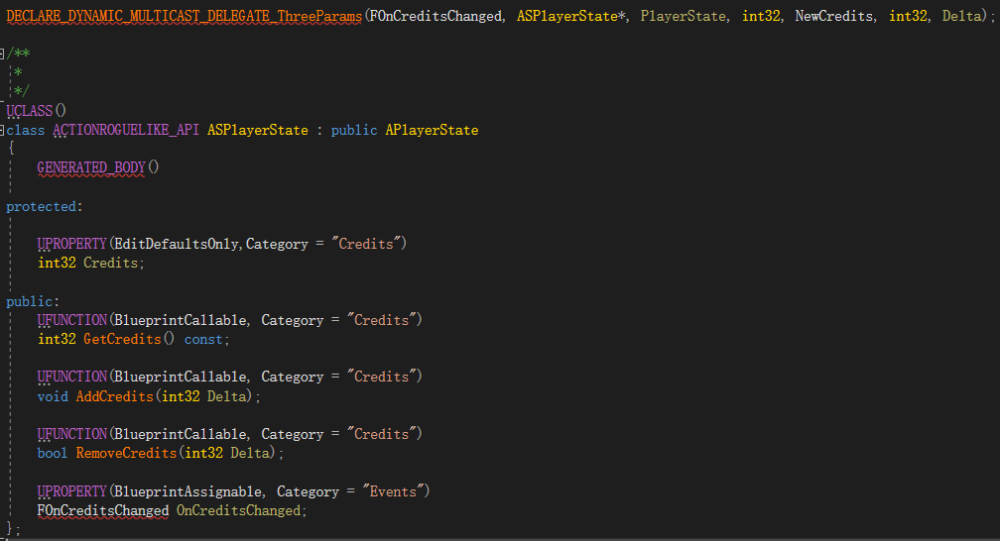 DECLARE_DYNAMIC_MULTICAST_DELEGATE_ThreeParams(FOnCreditsChanged, ASPlayerState*, PlayerState, int32, NewCredits, int32, Delta);
/**
*
*/
UCLASS()
class ACTIONROGUELIKE_API ASPlayerState : public APlayerState
{
GENERATED_BODY()
protected:
UPROPERTY(EditDefaultsOnly,Category = "Credits")
int32 Credits;
public:
UFUNCTION(BlueprintCallable, Category = "Credits")
int32 GetCredits() const;
UFUNCTION(BlueprintCallable, Category = "Credits")
void AddCredits(int32 Delta);
UFUNCTION(BlueprintCallable, Category = "Credits")
bool RemoveCredits(int32 Delta);
UPROPERTY(BlueprintAssignable, Category = "Events")
FOnCreditsChanged OnCreditsChanged;
};